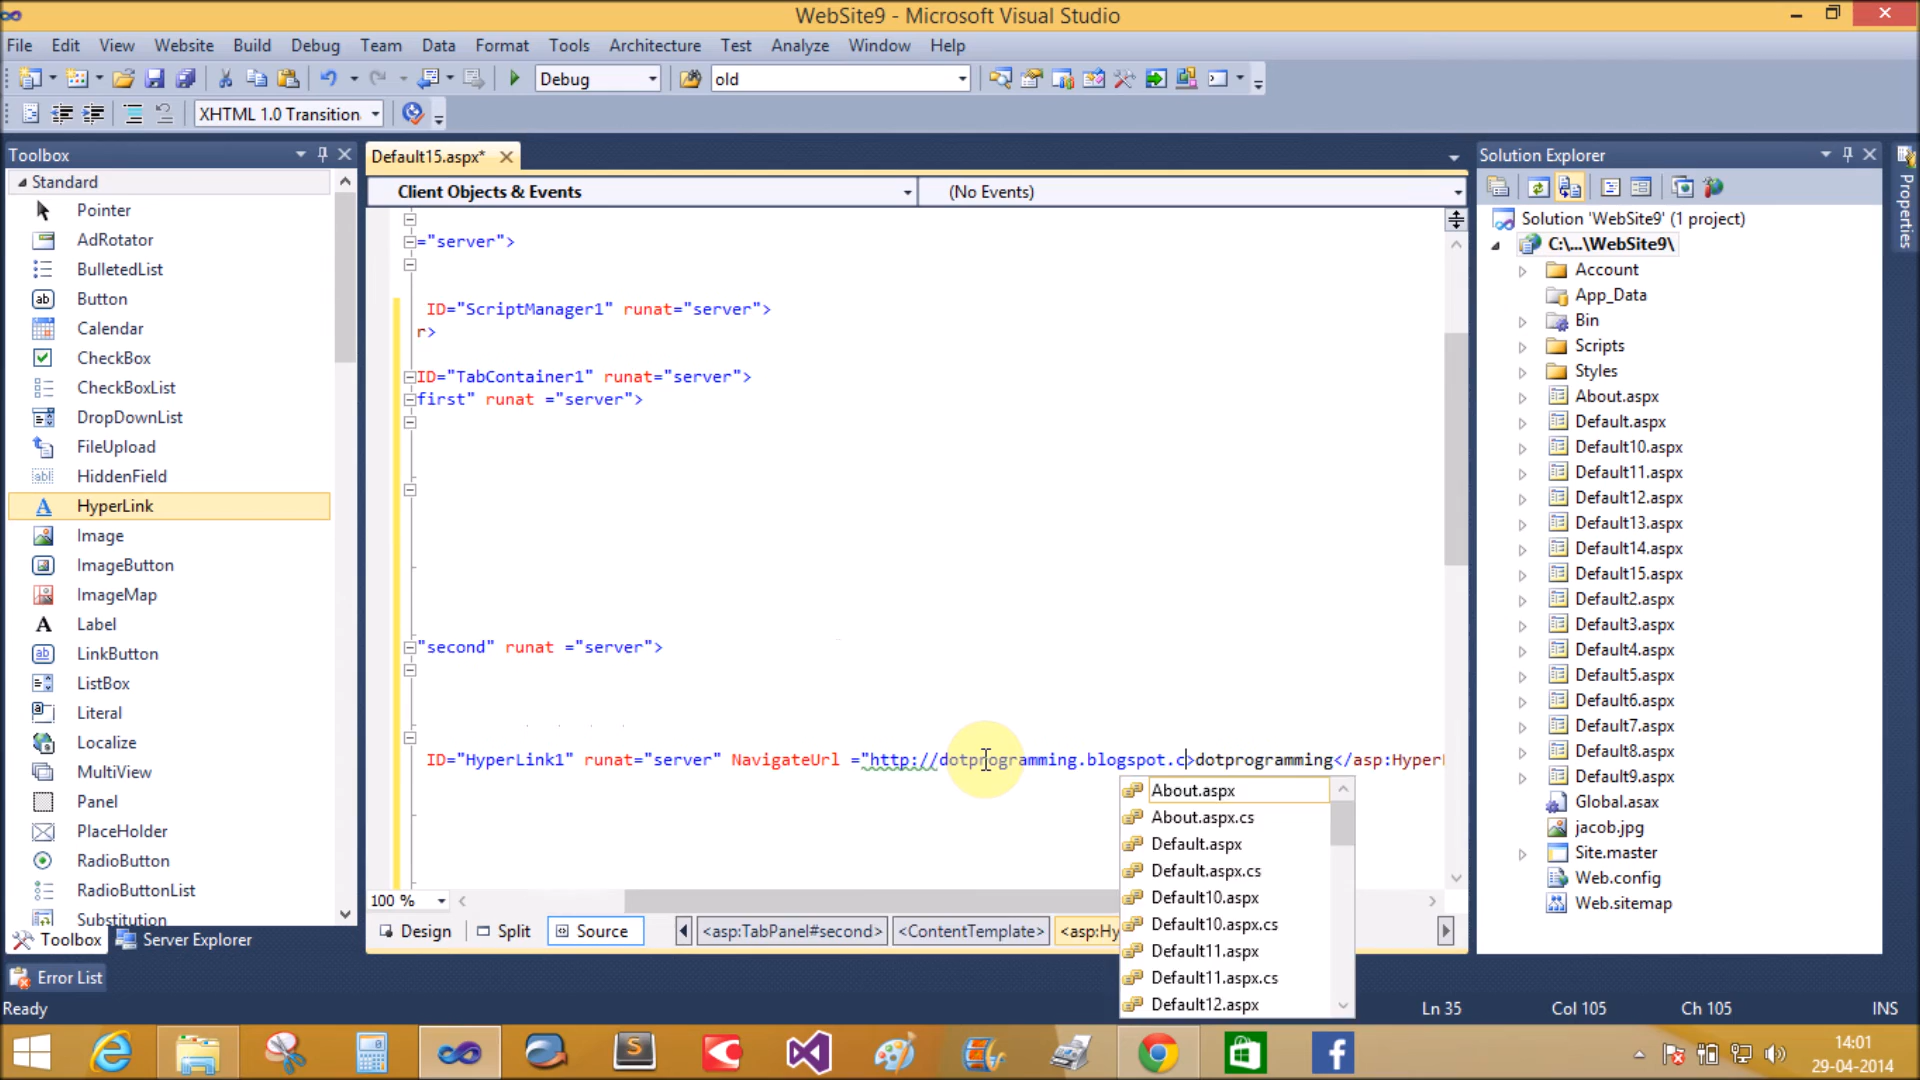 WebSite9 - Microsoft Visual Studio
File Edit View Website Build Debug Team Data Format Tools Architecture Test Analyze Window Help
Debug old
XHTML 1.0 Transition
Toolbox
Standard
Pointer
AdRotator
BulletedList
Button
Calendar
CheckBox
CheckBoxList
DropDownList
FileUpload
HiddenField
HyperLink
Image
ImageButton
ImageMap
Label
LinkButton
ListBox
Literal
Localize
MultiView
Panel
PlaceHolder
RadioButton
RadioButtonList
Substitution
Toolbox Server Explorer
Error List
Default15.aspx*
Client Objects & Events (No Events)
="server">
ID="ScriptManager1" runat="server">
r>
ID="TabContainer1" runat="server">
first" runat ="server">
"second" runat ="server">
ID="HyperLink1" runat="server" NavigateUrl ="http://dotprogramming.blogspot.c>dotprogramming</asp:Hyperl
About.aspx
About.aspx.cs
Default.aspx
Default.aspx.cs
Default10.aspx
Default10.aspx.cs
Default11.aspx
Default11.aspx.cs
Default12.aspx
100 %
Design Split Source <asp:TabPanel#second> <ContentTemplate> <asp:Hy
Solution Explorer
Solution 'WebSite9' (1 project)
C:\...\WebSite9\
Account
App_Data
Bin
Scripts
Styles
About.aspx
Default.aspx
Default10.aspx
Default11.aspx
Default12.aspx
Default13.aspx
Default14.aspx
Default15.aspx
Default2.aspx
Default3.aspx
Default4.aspx
Default5.aspx
Default6.aspx
Default7.aspx
Default8.aspx
Default9.aspx
Global.asax
jacob.jpg
Site.master
Web.config
Web.sitemap
Properties
Ready Ln 35 Col 105 Ch 105 INS
14:01
29-04-2014